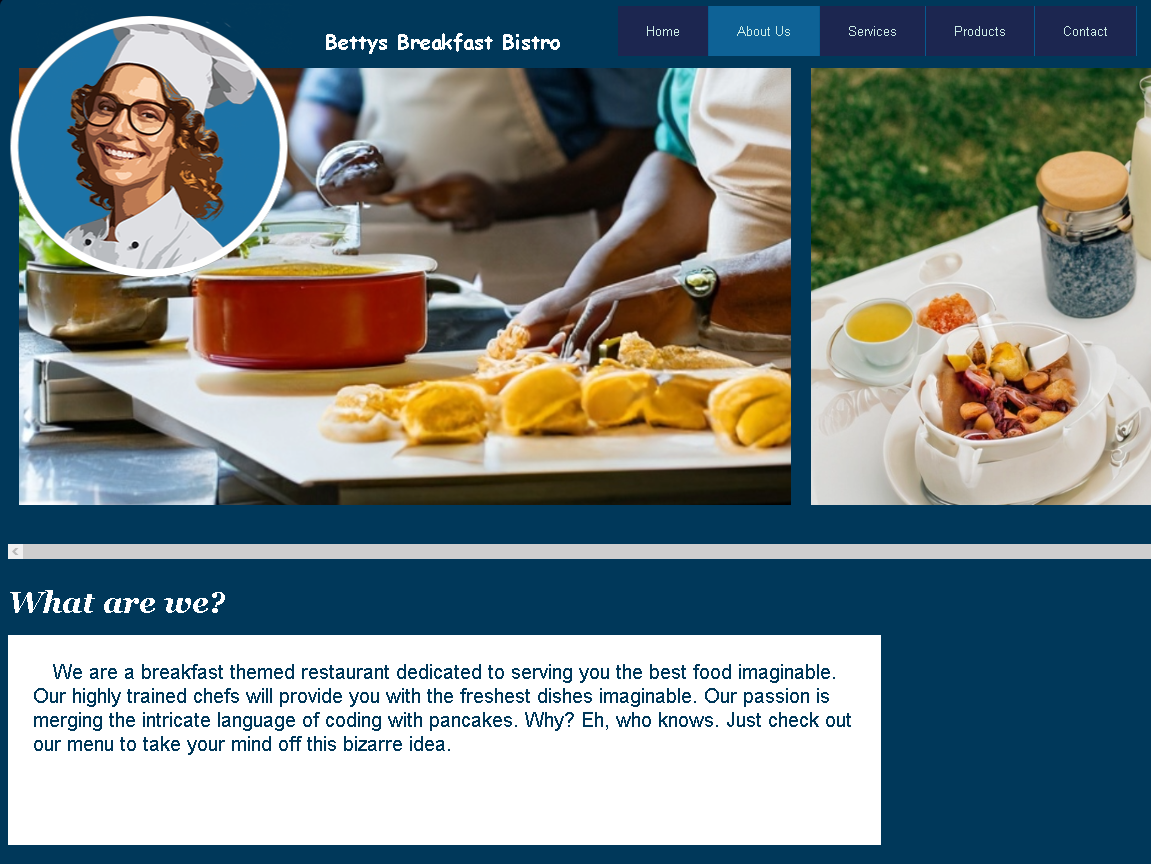 Bettys Breakfast Bistro
Home About Us Services Products Contact
What are we?
We are a breakfast themed restaurant dedicated to serving you the best food imaginable.
Our highly trained chefs will provide you with the freshest dishes imaginable. Our passion is
merging the intricate language of coding with pancakes. Why? Eh, who knows. Just check out
our menu to take your mind off this bizarre idea.